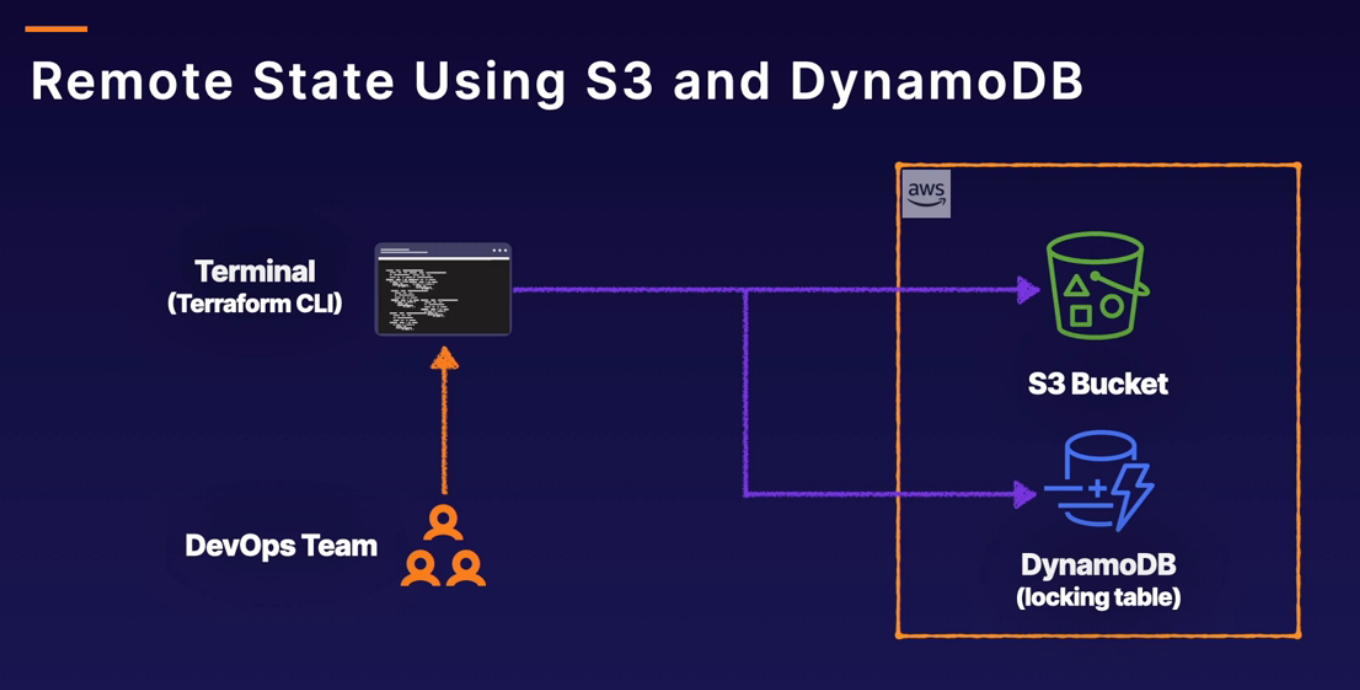 Remote State Using S3 and DynamoDB
aws
Terminal
(Terraform CLI)
S3 Bucket
DevOps Team
DynamoDB
(locking table)